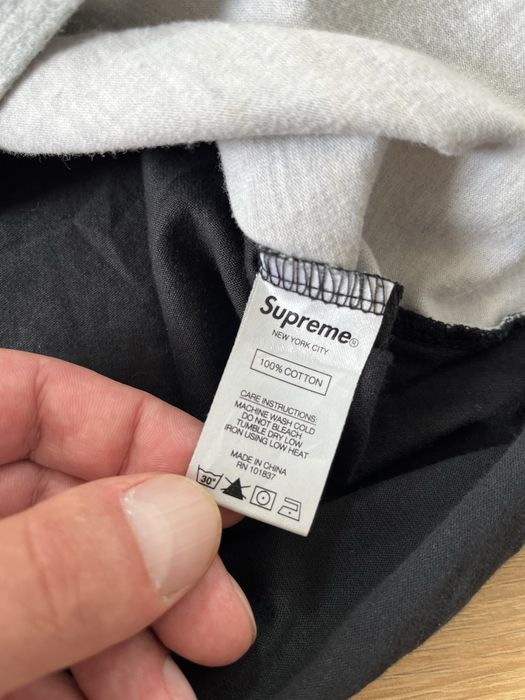 Supreme®
NEW YORK CITY
100% COTTON
CARE INSTRUCTIONS:
MACHINE WASH COLD
DO NOT BLEACH
TUMBLE DRY LOW
IRON USING LOW HEAT
MADE IN CHINA
RN 101837
30°